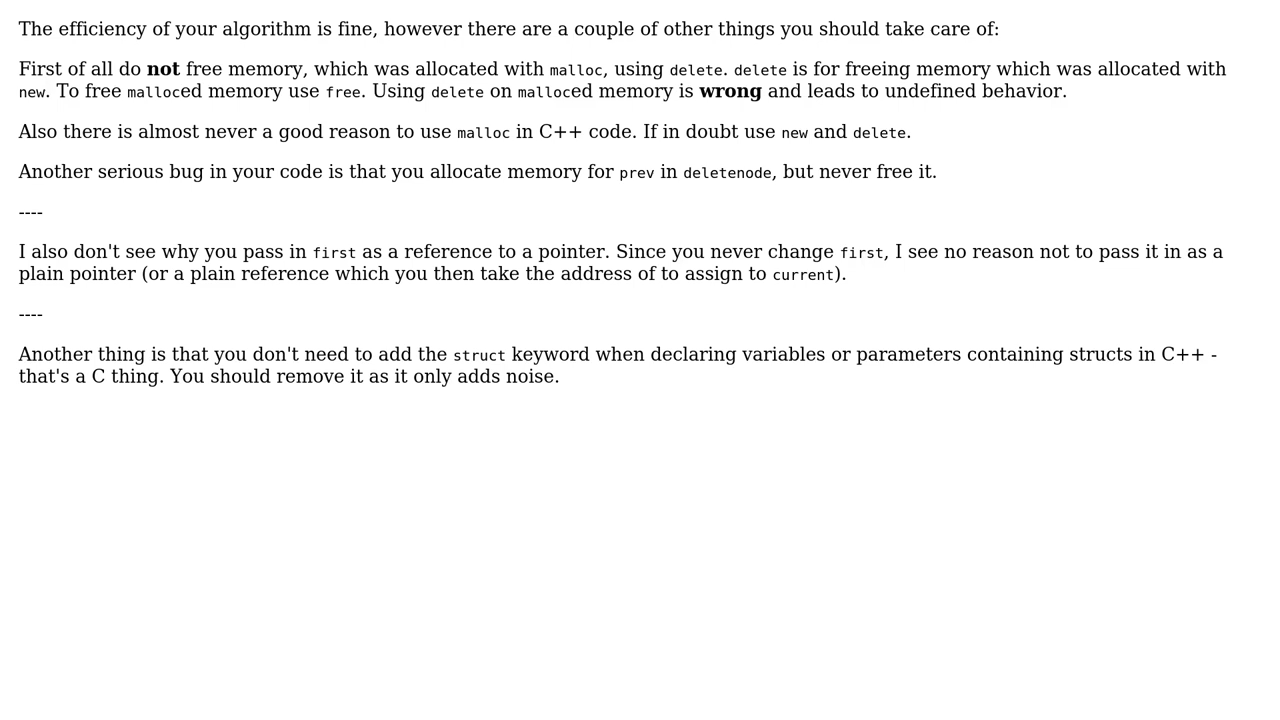 The efficiency of your algorithm is fine, however there are a couple of other things you should take care of:
First of all do not free memory, which was allocated with malloc, using delete. delete is for freeing memory which was allocated with
new. To free malloced memory use free. Using delete on malloced memory is wrong and leads to undefined behavior.
Also there is almost never a good reason to use malloc in C++ code. If in doubt use new and delete.
Another serious bug in your code is that you allocate memory for prev in deletenode, but never free it.
----
I also don't see why you pass in first as a reference to a pointer. Since you never change first, I see no reason not to pass it in as a
plain pointer (or a plain reference which you then take the address of to assign to current).
----
Another thing is that you don't need to add the struct keyword when declaring variables or parameters containing structs in C++ -
that's a C thing. You should remove it as it only adds noise.